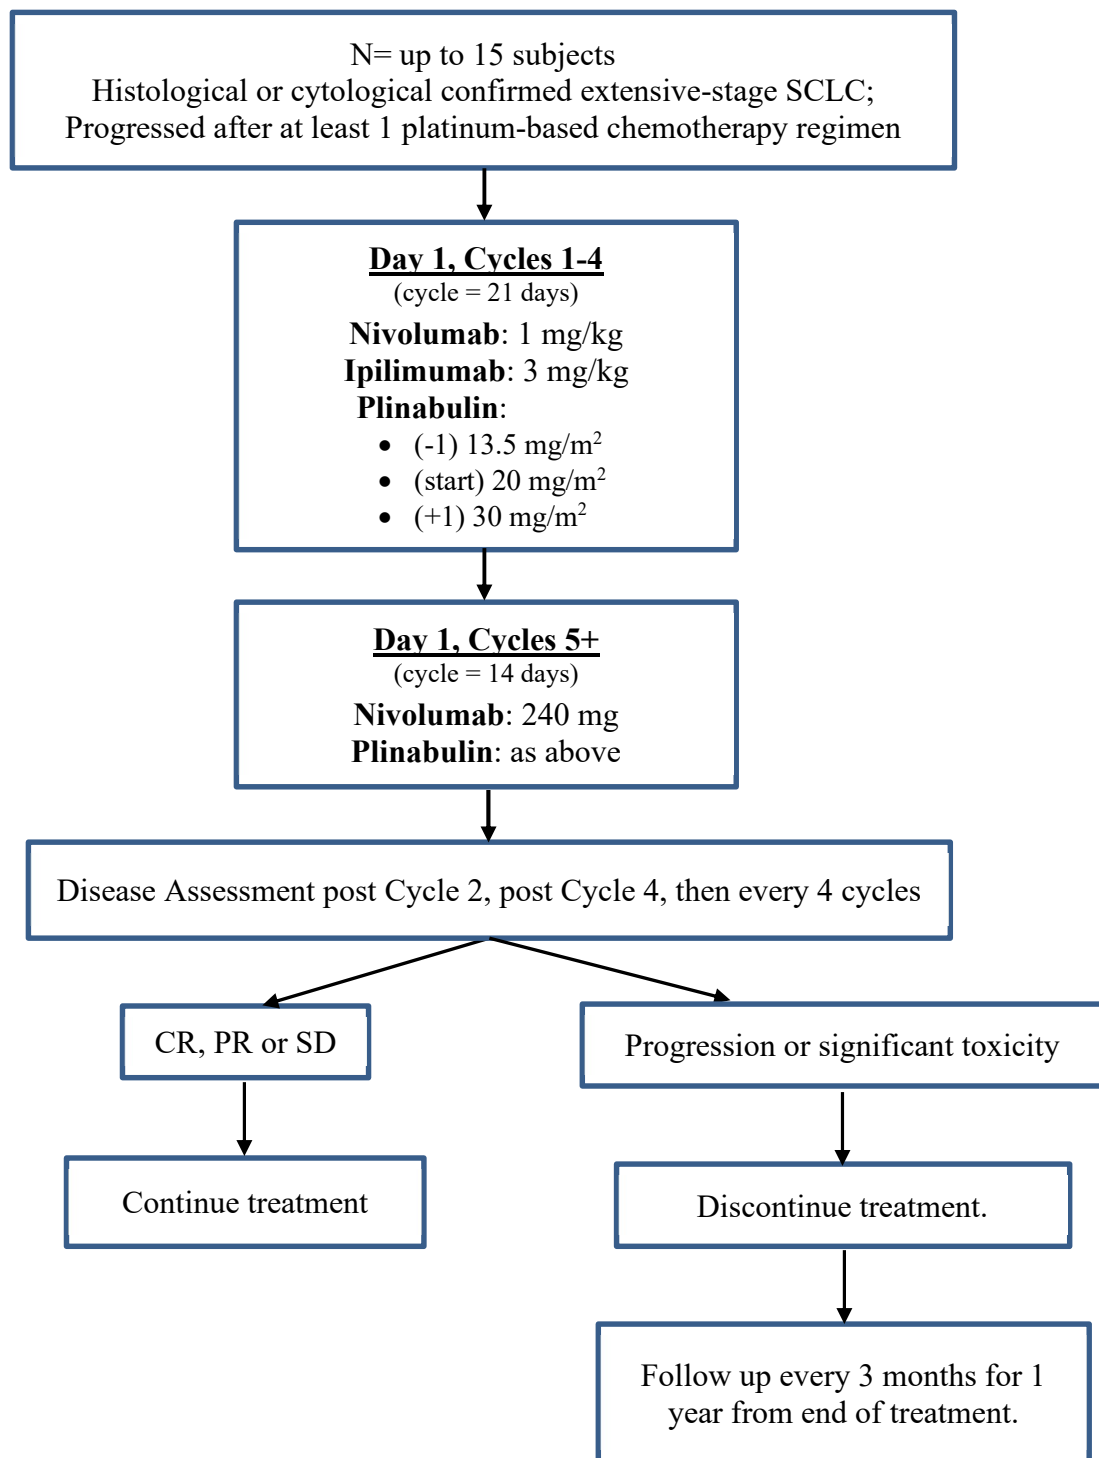 N= up to 15 subjects
Histological or cytological confirmed extensive-stage SCLC;
Progressed after at least 1 platinum-based chemotherapy regimen
Day 1, Cycles 1-4
(cycle = 21 days)
Nivolumab: 1 mg/kg
Ipilimumab: 3 mg/kg
Plinabulin:
• (-1) 13.5 mg/m²
• (start) 20 mg/m²
• (+1) 30 mg/m²
Day 1, Cycles 5+
(cycle = 14 days)
Nivolumab: 240 mg
Plinabulin: as above
Disease Assessment post Cycle 2, post Cycle 4, then every 4 cycles
CR, PR or SD
Progression or significant toxicity
Continue treatment
Discontinue treatment.
Follow up every 3 months for 1
year from end of treatment.